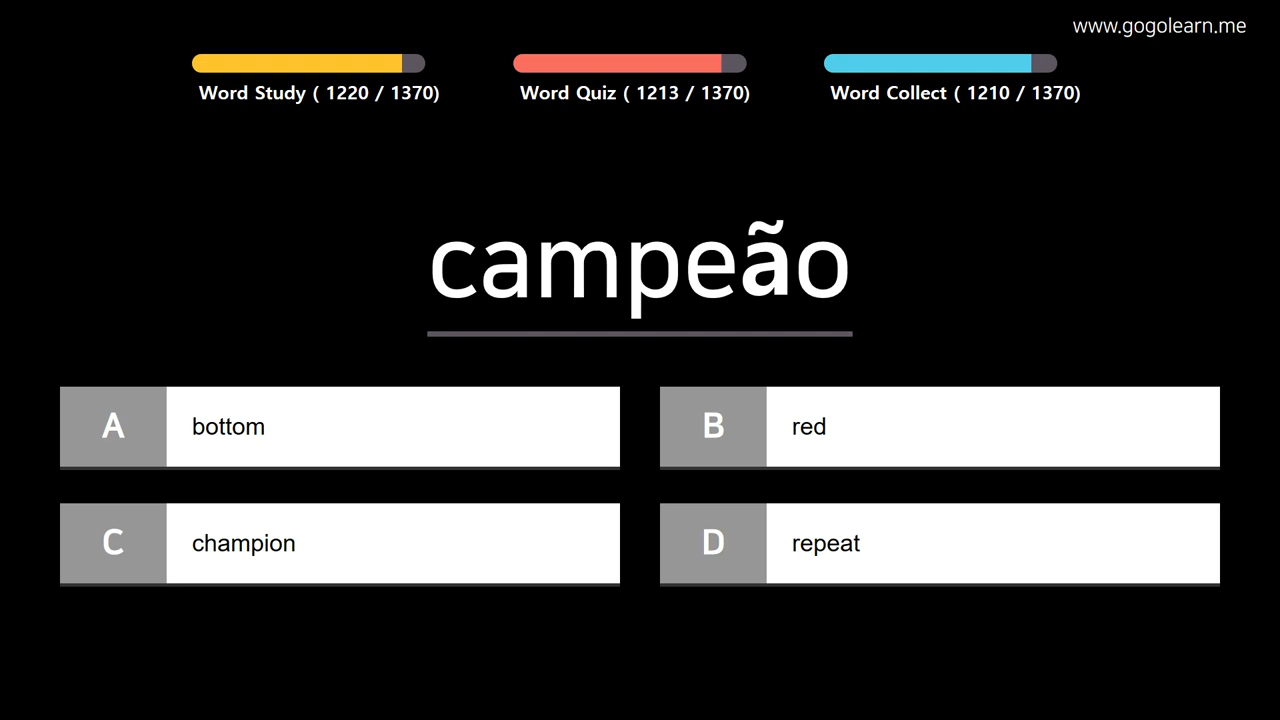 www.gogolearn.me
Word Study ( 1220 / 1370)
Word Quiz ( 1213 / 1370)
Word Collect ( 1210 / 1370)
campeão
A bottom
B red
C champion
D repeat